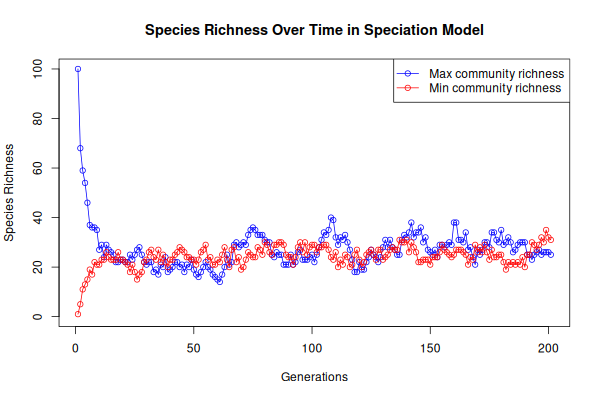 Species Richness Over Time in Speciation Model
Max community richness
Min community richness
Species Richness
100
80
60
40
20
0
0 50 100 150 200
Generations